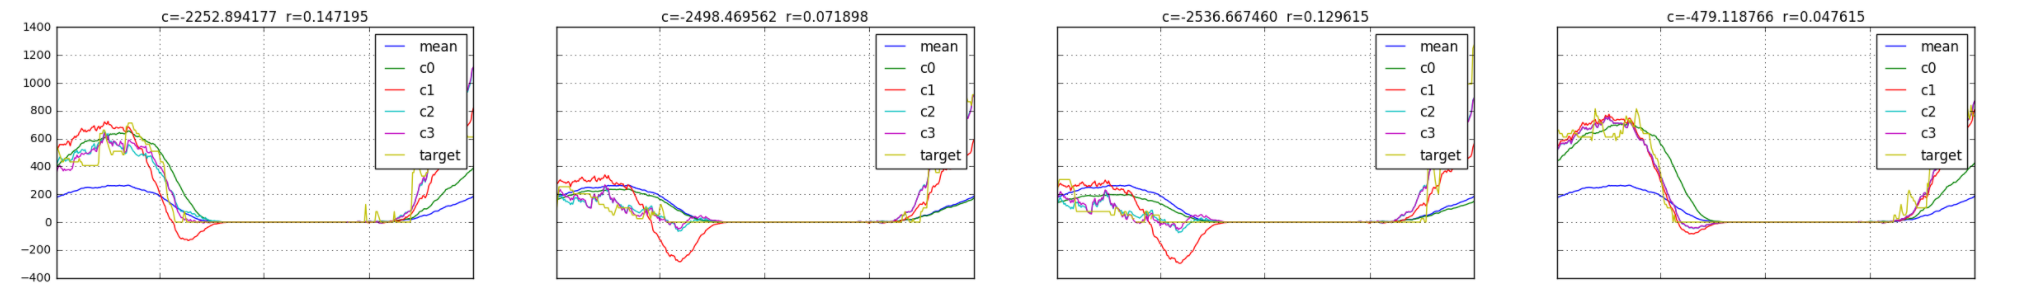 c=-2252.894177 r=0.147195
1400
1200
1000
800
600
400
200
0
−200
−400
mean
c0
c1
c2
c3
target
c=-2498.469562 r=0.071898
mean
c0
c1
c2
c3
target
c=-2536.667460 r=0.129615
mean
c0
c1
c2
c3
target
c=-479.118766 r=0.047615
mean
c0
c1
c2
c3
target